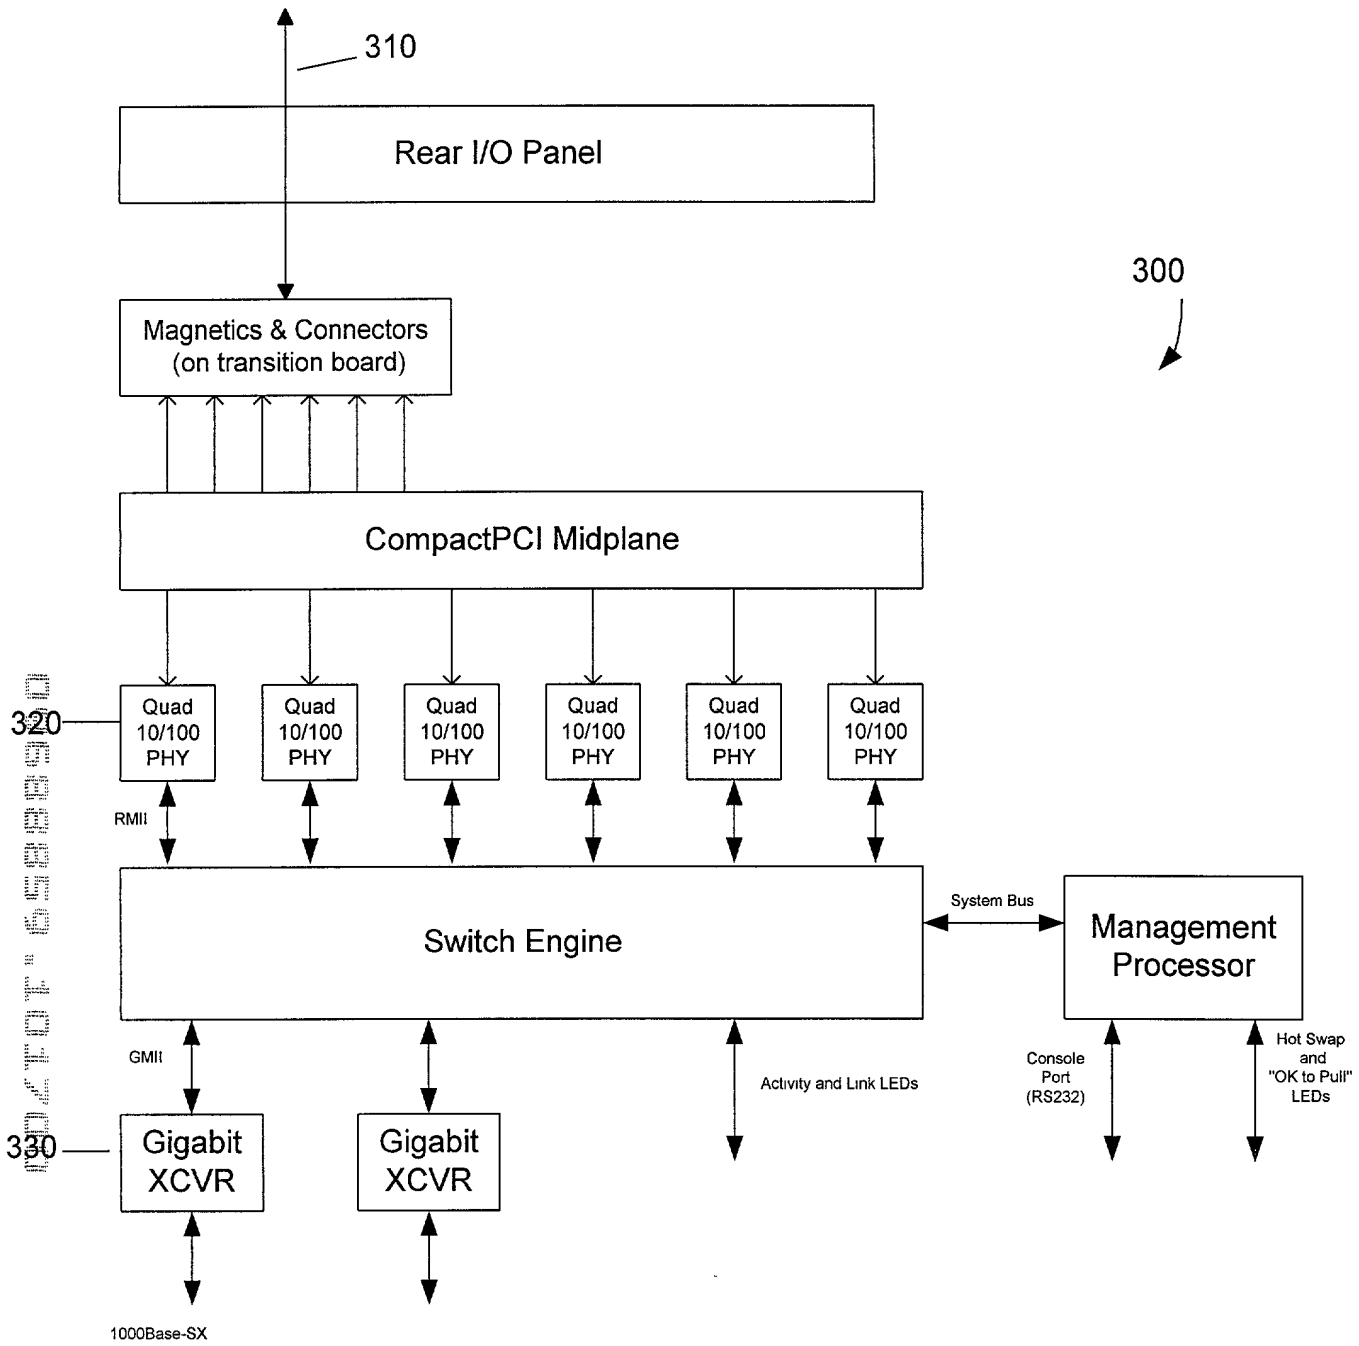 310
Rear I/O Panel
300
Magnetics & Connectors
(on transition board)
CompactPCI Midplane
320
Quad
10/100
PHY
Quad
10/100
PHY
Quad
10/100
PHY
Quad
10/100
PHY
Quad
10/100
PHY
Quad
10/100
PHY
RMII
Switch Engine
System Bus
Management
Processor
GMII
Activity and Link LEDs
Console
Port
(RS232)
Hot Swap
and
"OK to Pull"
LEDs
330
Gigabit
XCVR
Gigabit
XCVR
1000Base-SX